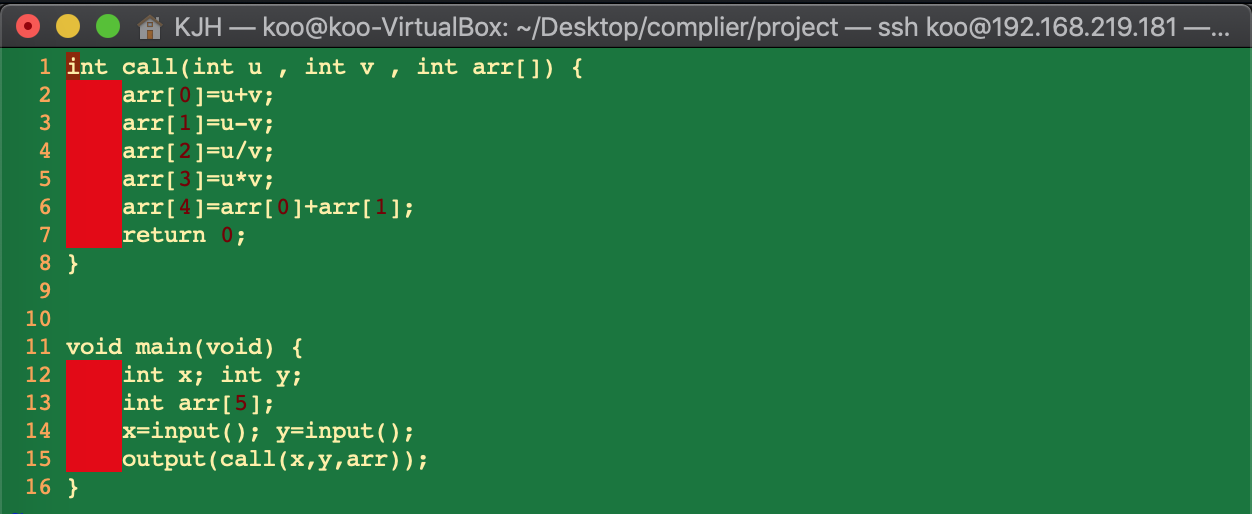 KJH — koo@koo-VirtualBox: ~/Desktop/complier/project — ssh koo@192.168.219.181 —...
1 int call(int u , int v , int arr[]) {
2 arr[0]=u+v;
3 arr[1]=u-v;
4 arr[2]=u/v;
5 arr[3]=u*v;
6 arr[4]=arr[0]+arr[1];
7 return 0;
8 }
9
10
11 void main(void) {
12 int x; int y;
13 int arr[5];
14 x=input(); y=input();
15 output(call(x,y,arr));
16 }